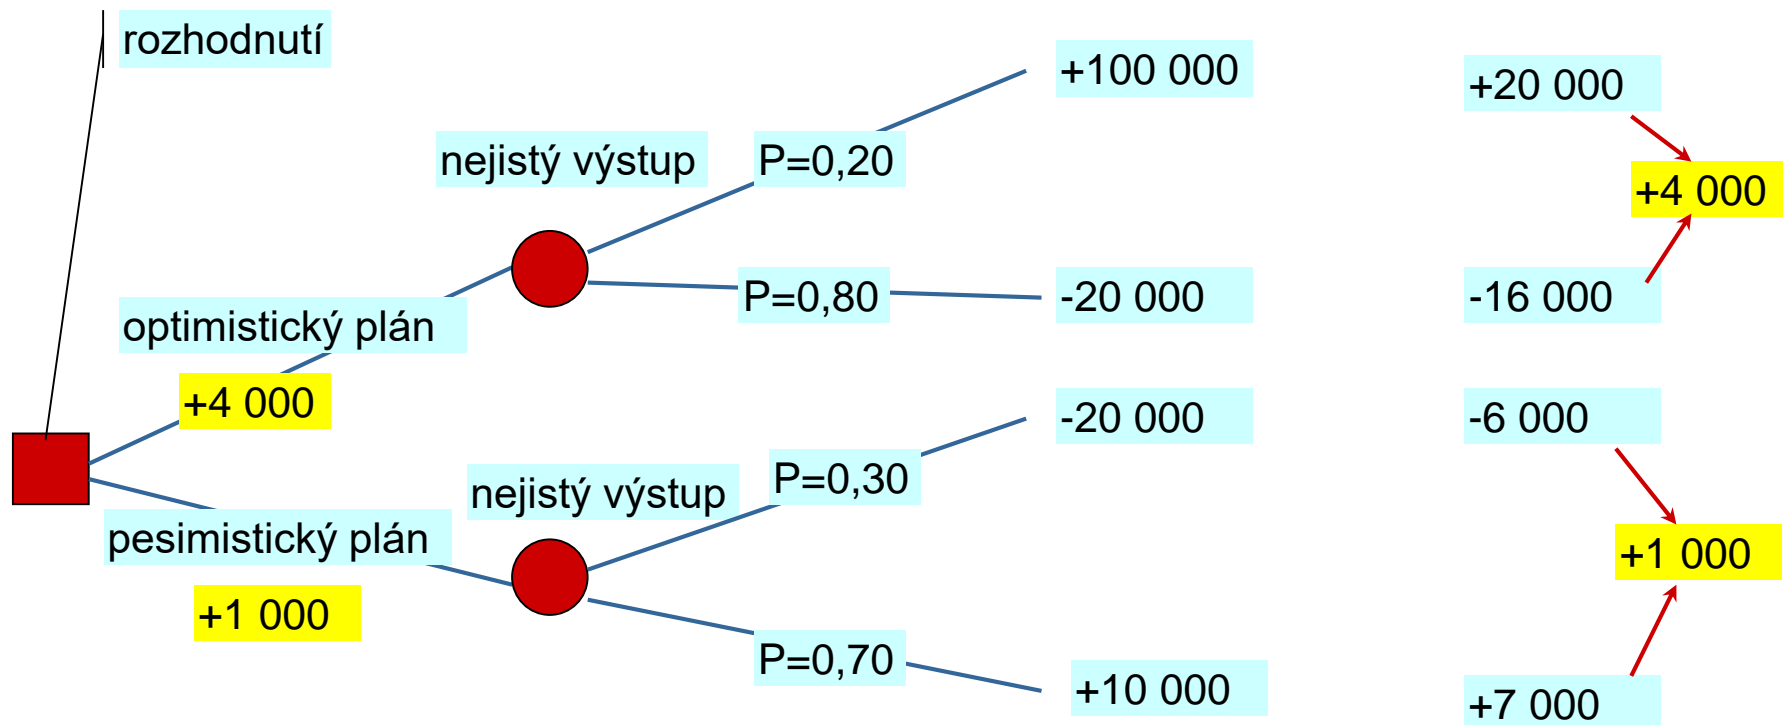 rozhodnutí
+100 000
+20 000
nejistý výstup
P=0,20
+4 000
P=0,80
-20 000
-16 000
optimistický plán
+4 000
-20 000
-6 000
nejistý výstup
P=0,30
pesimistický plán
+1 000
+1 000
P=0,70
+10 000
+7 000